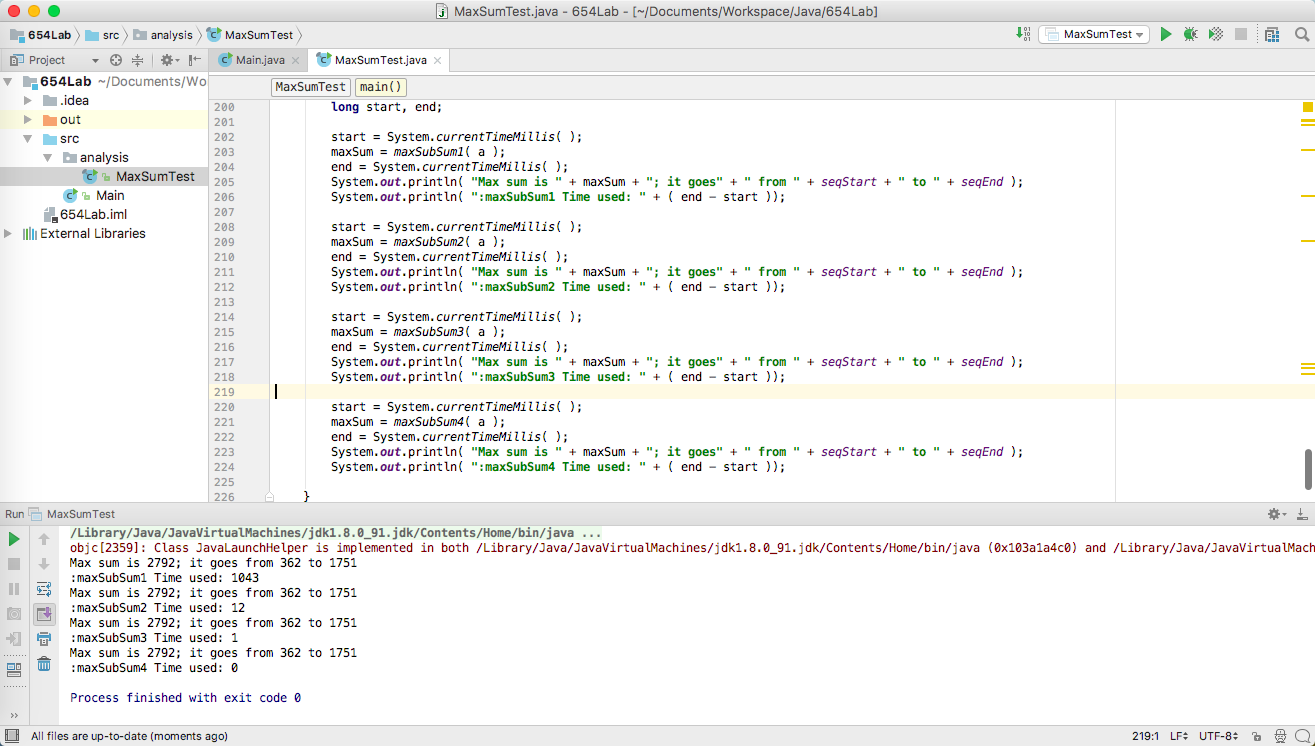 MaxSumTest.java - 654Lab - [~/Documents/Workspace/Java/654Lab]
654Lab src analysis MaxSumTest
MaxSumTest
Project
Main.java MaxSumTest.java
654Lab ~/Documents/Wo
.idea
out
src
analysis
MaxSumTest
Main
654Lab.iml
External Libraries
MaxSumTest main()
200 long start, end;
201
202 start = System.currentTimeMillis( );
203 maxSum = maxSubSum1( a );
204 end = System.currentTimeMillis( );
205 System.out.println( "Max sum is " + maxSum + "; it goes" + " from " + seqStart + " to " + seqEnd );
206 System.out.println( ":maxSubSum1 Time used: " + ( end - start ));
207
208 start = System.currentTimeMillis( );
209 maxSum = maxSubSum2( a );
210 end = System.currentTimeMillis( );
211 System.out.println( "Max sum is " + maxSum + "; it goes" + " from " + seqStart + " to " + seqEnd );
212 System.out.println( ":maxSubSum2 Time used: " + ( end - start ));
213
214 start = System.currentTimeMillis( );
215 maxSum = maxSubSum3( a );
216 end = System.currentTimeMillis( );
217 System.out.println( "Max sum is " + maxSum + "; it goes" + " from " + seqStart + " to " + seqEnd );
218 System.out.println( ":maxSubSum3 Time used: " + ( end - start ));
219
220 start = System.currentTimeMillis( );
221 maxSum = maxSubSum4( a );
222 end = System.currentTimeMillis( );
223 System.out.println( "Max sum is " + maxSum + "; it goes" + " from " + seqStart + " to " + seqEnd );
224 System.out.println( ":maxSubSum4 Time used: " + ( end - start ));
225
226 }
Run MaxSumTest
/Library/Java/JavaVirtualMachines/jdk1.8.0_91.jdk/Contents/Home/bin/java ...
objc[2359]: Class JavaLaunchHelper is implemented in both /Library/Java/JavaVirtualMachines/jdk1.8.0_91.jdk/Contents/Home/bin/java (0x103a1a4c0) and /Library/Java/JavaVirtualMach
Max sum is 2792; it goes from 362 to 1751
:maxSubSum1 Time used: 1043
Max sum is 2792; it goes from 362 to 1751
:maxSubSum2 Time used: 12
Max sum is 2792; it goes from 362 to 1751
:maxSubSum3 Time used: 1
Max sum is 2792; it goes from 362 to 1751
:maxSubSum4 Time used: 0
Process finished with exit code 0
All files are up-to-date (moments ago) 219:1 LF UTF-8